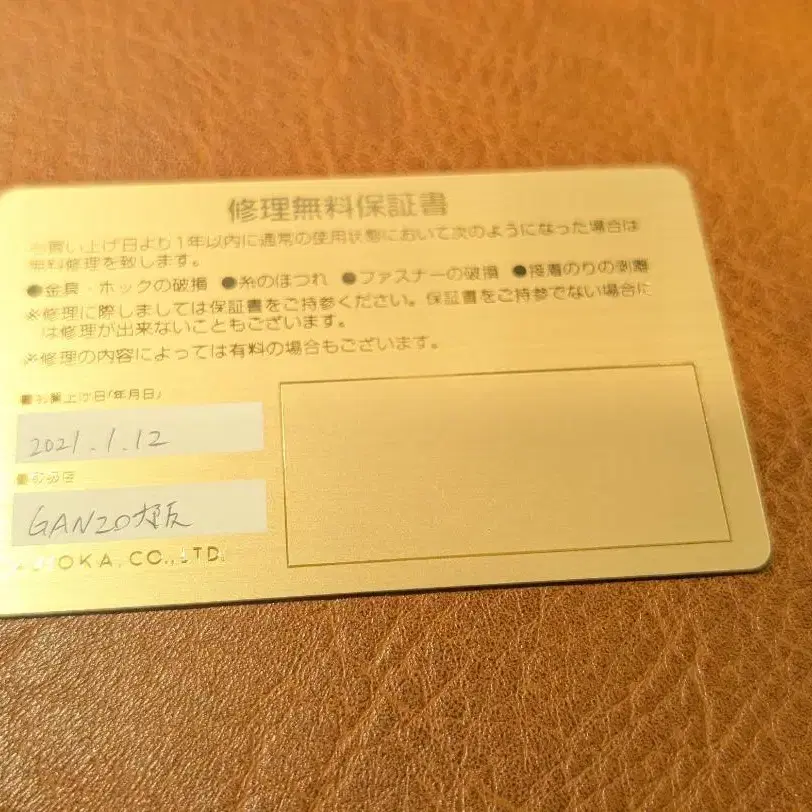 修理無料保証書
お買い上げ日より1年以内に通常の使用状態において次のようになった場合は
無料修理を致します。
●金具・ホックの破損 ●糸のほつれ ●ファスナーの破損 ●接着のりの剥離
※修理に際しましては保証書をご持参ください。保証書をご持参でない場合に
は修理が出来ないこともございます。
※修理の内容によっては有料の場合もございます。
■お買上げ日(年月日)
2021.1.12
GANZO大阪
AJIOKA.CO.,LTD.